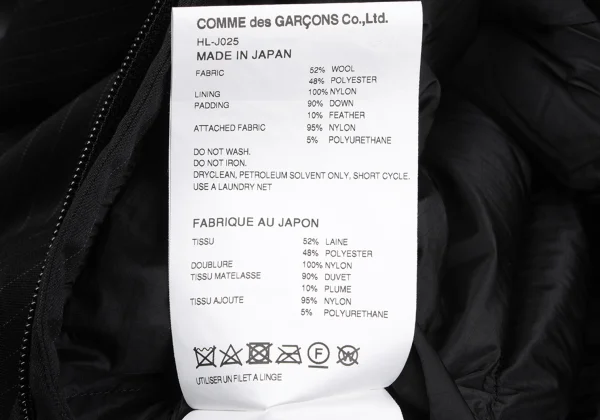 COMME des GARÇONS Co.,Ltd.
HL-J025
MADE IN JAPAN
FABRIC 52% WOOL
48% POLYESTER
LINING 100% NYLON
PADDING 90% DOWN
10% FEATHER
ATTACHED FABRIC 95% NYLON
5% POLYURETHANE
DO NOT WASH.
DO NOT IRON.
DRYCLEAN, PETROLEUM SOLVENT ONLY, SHORT CYCLE.
USE A LAUNDRY NET
FABRIQUE AU JAPON
TISSU 52% LAINE
48% POLYESTER
DOUBLURE 100% NYLON
TISSU MATELASSE 90% DUVET
10% PLUME
TISSU AJOUTE 95% NYLON
5% POLYURETHANE
F W
UTILISER UN FILET A LINGE